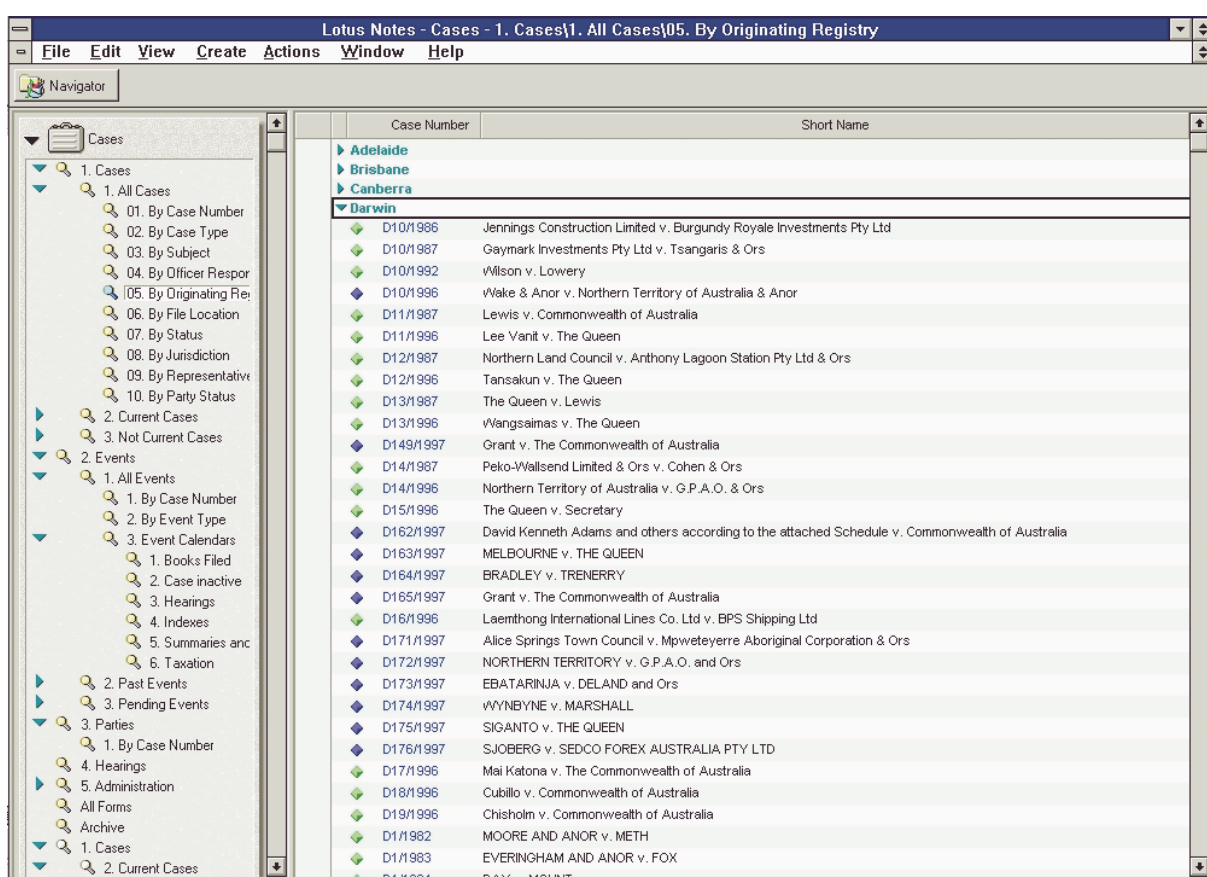 Lotus Notes - Cases - 1. Cases\1. All Cases\05. By Originating Registry
File Edit View Create Actions Window Help
Navigator
Cases
1. Cases
1. All Cases
01. By Case Number
02. By Case Type
03. By Subject
04. By Officer Respor
05. By Originating Re
06. By File Location
07. By Status
08. By Jurisdiction
09. By Representative
10. By Party Status
2. Current Cases
3. Not Current Cases
2. Events
1. All Events
1. By Case Number
2. By Event Type
3. Event Calendars
1. Books Filed
2. Case inactive
3. Hearings
4. Indexes
5. Summaries anc
6. Taxation
2. Past Events
3. Pending Events
3. Parties
1. By Case Number
4. Hearings
5. Administration
All Forms
Archive
1. Cases
2. Current Cases
Case Number Short Name
Adelaide
Brisbane
Canberra
Darwin
D10/1986 Jennings Construction Limited v. Burgundy Royale Investments Pty Ltd
D10/1987 Gaymark Investments Pty Ltd v. Tsangaris & Ors
D10/1992 Wilson v. Lowery
D10/1996 Wake & Anor v. Northern Territory of Australia & Anor
D11/1987 Lewis v. Commonwealth of Australia
D11/1996 Lee Vanit v. The Queen
D12/1987 Northern Land Council v. Anthony Lagoon Station Pty Ltd & Ors
D12/1996 Tansakun v. The Queen
D13/1987 The Queen v. Lewis
D13/1996 Wangsaimas v. The Queen
D149/1997 Grant v. The Commonwealth of Australia
D14/1987 Peko-Wallsend Limited & Ors v. Cohen & Ors
D14/1996 Northern Territory of Australia v. G.P.A.O. & Ors
D15/1996 The Queen v. Secretary
D162/1997 David Kenneth Adams and others according to the attached Schedule v. Commonwealth of Australia
D163/1997 MELBOURNE v. THE QUEEN
D164/1997 BRADLEY v. TRENERRY
D165/1997 Grant v. The Commonwealth of Australia
D16/1996 Laemthong International Lines Co. Ltd v. BPS Shipping Ltd
D171/1997 Alice Springs Town Council v. Mpweteyerre Aboriginal Corporation & Ors
D172/1997 NORTHERN TERRITORY v. G.P.A.O. and Ors
D173/1997 EBATARINJA v. DELAND and Ors
D174/1997 WYNBYNE v. MARSHALL
D175/1997 SIGANTO v. THE QUEEN
D176/1997 SJOBERG v. SEDCO FOREX AUSTRALIA PTY LTD
D17/1996 Mai Katona v. The Commonwealth of Australia
D18/1996 Cubillo v. Commonwealth of Australia
D19/1996 Chisholm v. Commonwealth of Australia
D1/1982 MOORE AND ANOR v. METH
D1/1983 EVERINGHAM AND ANOR v. FOX